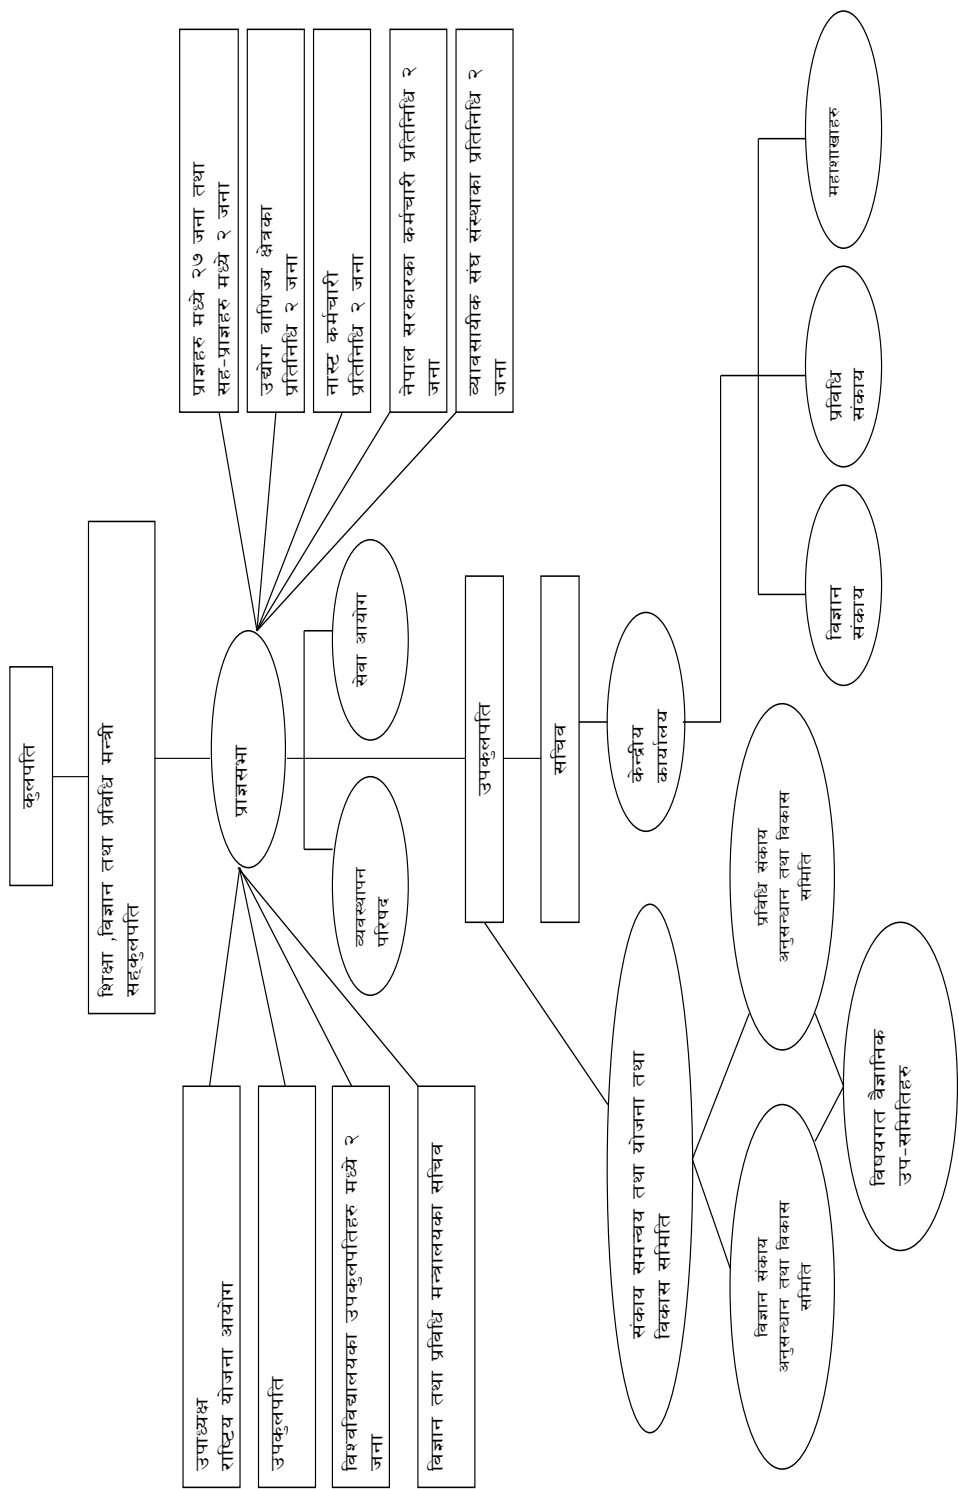 कुलपति
शिक्षा ,विज्ञान तथा प्रविधि मन्त्री
सह्कुलपति
प्राज्ञसभा
उपाध्यक्ष
राष्ट्रिय योजना आयोग
उपकुलपति
विश्वविद्यालयका उपकुलपतिहरु मध्ये २
जना
विज्ञान तथा प्रविधि मन्त्रालयका सचिव
प्राज्ञहरु मध्ये २७ जना तथा
सह-प्राज्ञहरु मध्ये २ जना
उद्योग वाणिज्य क्षेत्रका
प्रतिनिधि २ जना
नास्ट कर्मचारी
प्रतिनिधि २ जना
नेपाल सरकारका कर्मचारी प्रतिनिधि २
जना
व्यावसायीक संघ संस्थाका प्रतिनिधि २
जना
व्यवस्थापन
परिषद
सेवा आयोग
उपकुलपति
सचिव
केन्द्रीय
कार्यालय
संकाय समन्वय तथा योजना तथा
विकास समिति
विज्ञान संकाय
अनुसन्धान तथा विकास
समिति
प्रविधि संकाय
अनुसन्धान तथा विकास
समिति
विषयगत वैज्ञानिक
उप-समितिहरु
विज्ञान
संकाय
प्रविधि
संकाय
महाशाखाहरु